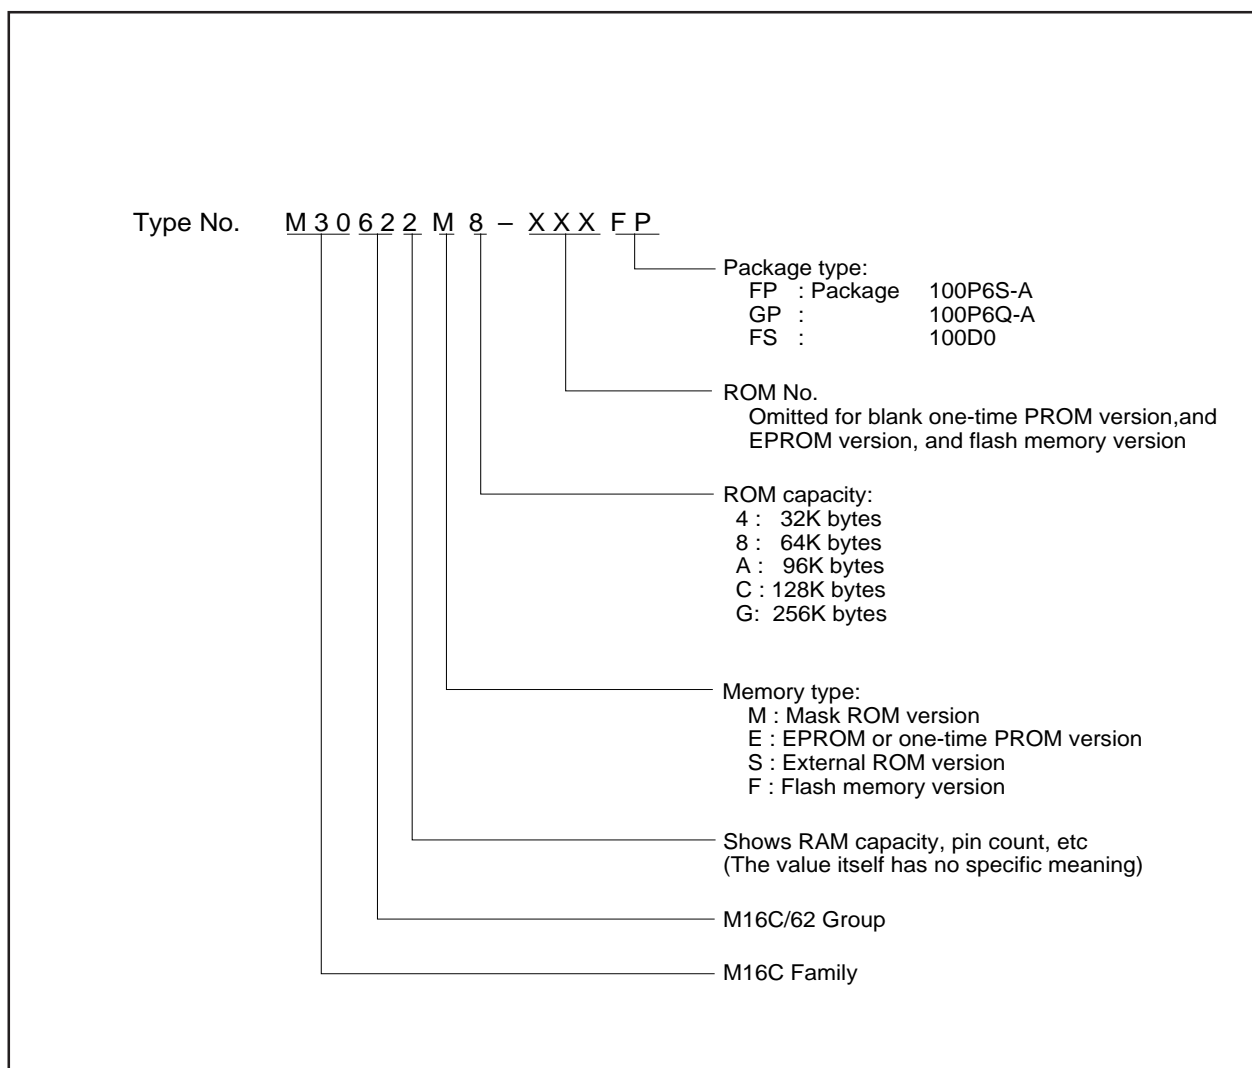 Type No. M 3 0 6 2 2 M 8 – X X X F P
Package type:
FP : Package 100P6S-A
GP : 100P6Q-A
FS : 100D0
ROM No.
Omitted for blank one-time PROM version,and
EPROM version, and flash memory version
ROM capacity:
4 : 32K bytes
8 : 64K bytes
A : 96K bytes
C : 128K bytes
G: 256K bytes
Memory type:
M : Mask ROM version
E : EPROM or one-time PROM version
S : External ROM version
F : Flash memory version
Shows RAM capacity, pin count, etc
(The value itself has no specific meaning)
M16C/62 Group
M16C Family